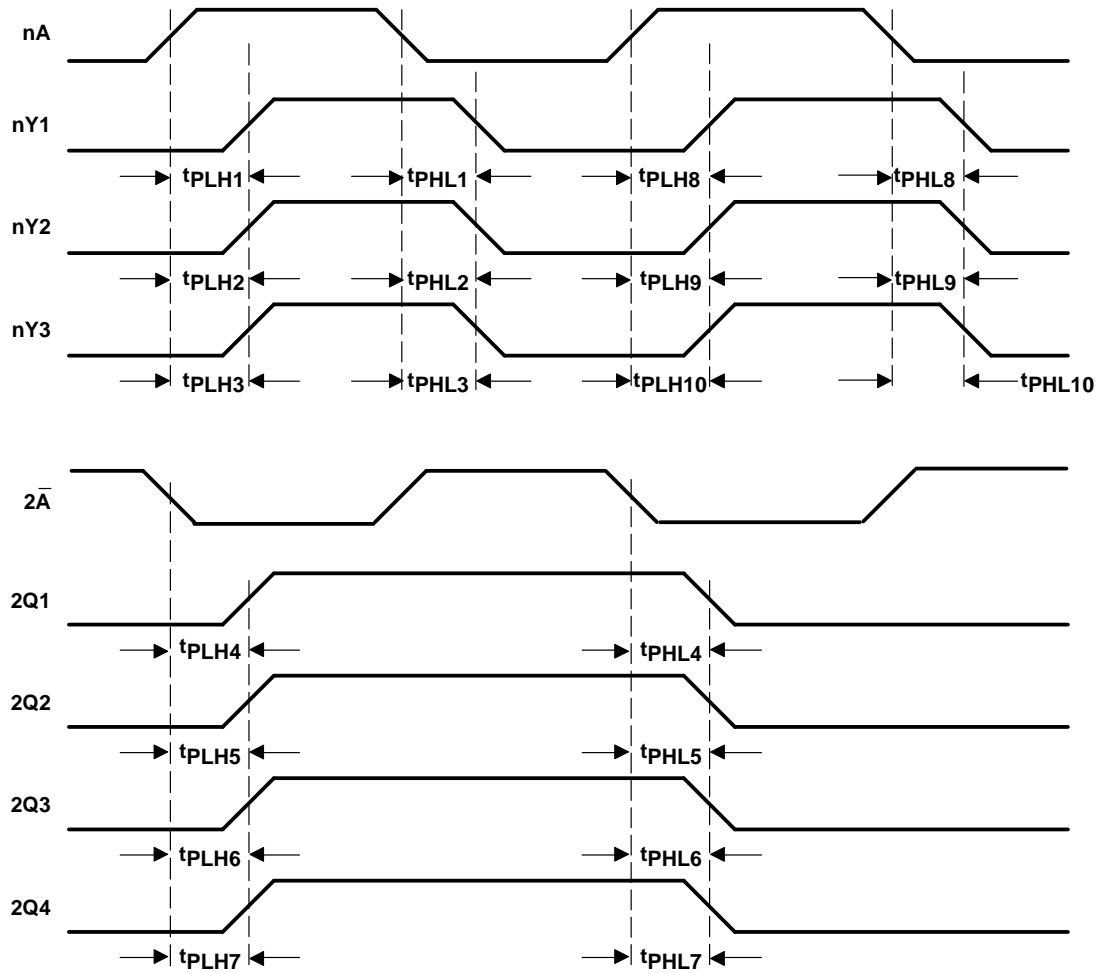 nA
nY1
tPLH1 tPHL1 tPLH8 tPHL8
nY2
tPLH2 tPHL2 tPLH9 tPHL9
nY3
tPLH3 tPHL3 tPLH10 tPHL10
2A̅
2Q1
tPLH4 tPHL4
2Q2
tPLH5 tPHL5
2Q3
tPLH6 tPHL6
2Q4
tPLH7 tPHL7